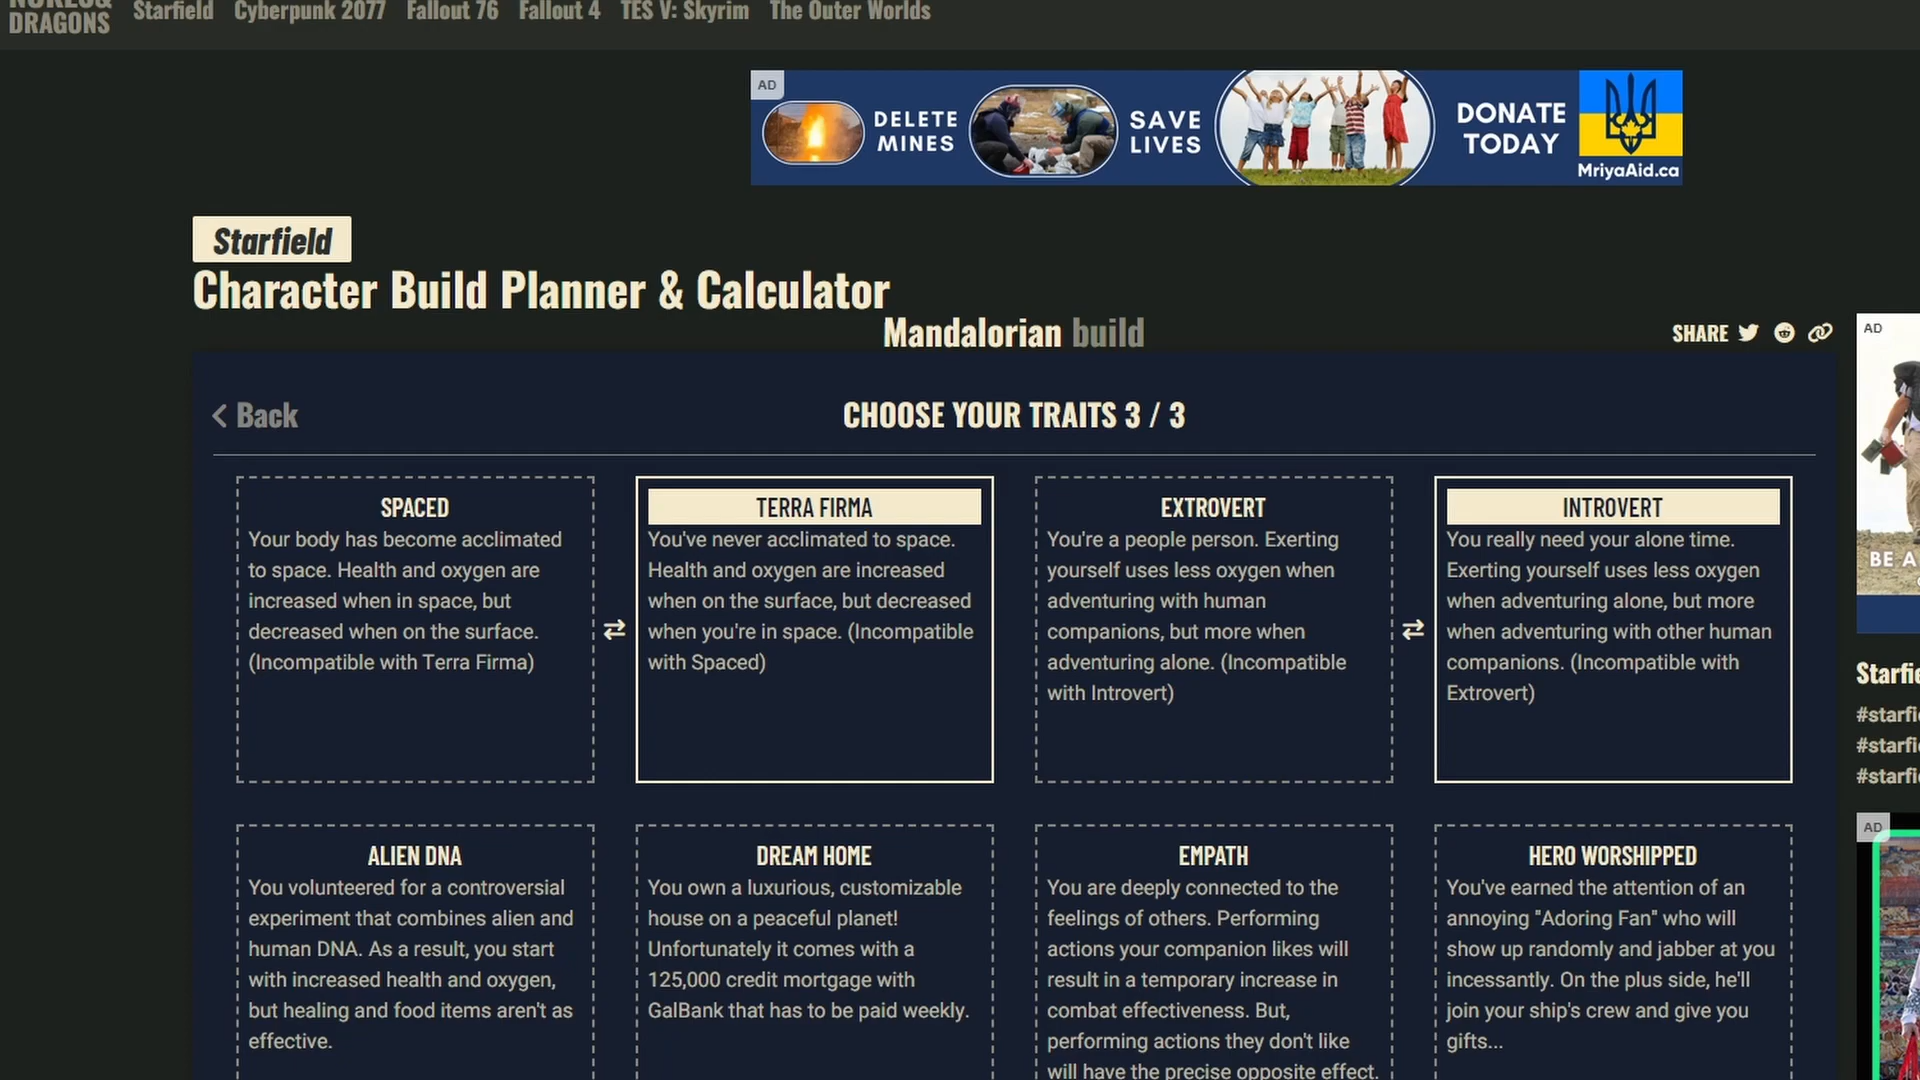 DRAGONS
Starfield
Cyberpunk 2077
Fallout 76
Fallout 4
TES V: Skyrim
The Outer Worlds
AD
DELETE
MINES
SAVE
LIVES
DONATE
TODAY
MriyaAid.ca
Starfield
Character Build Planner & Calculator
Mandalorian build
SHARE
AD
Back
CHOOSE YOUR TRAITS 3 / 3
SPACED
Your body has become acclimated
to space. Health and oxygen are
increased when in space, but
decreased when on the surface.
(Incompatible with Terra Firma)
TERRA FIRMA
You've never acclimated to space.
Health and oxygen are increased
when on the surface, but decreased
when you're in space. (Incompatible
with Spaced)
EXTROVERT
You're a people person. Exerting
yourself uses less oxygen when
adventuring with human
companions, but more when
adventuring alone. (Incompatible
with Introvert)
INTROVERT
You really need your alone time.
Exerting yourself uses less oxygen
when adventuring alone, but more
when adventuring with other human
companions. (Incompatible with
Extrovert)
BE A
Starfie
#starfi
#starfi
#starfi
AD
ALIEN DNA
You volunteered for a controversial
experiment that combines alien and
human DNA. As a result, you start
with increased health and oxygen,
but healing and food items aren't as
effective.
DREAM HOME
You own a luxurious, customizable
house on a peaceful planet!
Unfortunately it comes with a
125,000 credit mortgage with
GalBank that has to be paid weekly.
EMPATH
You are deeply connected to the
feelings of others. Performing
actions your companion likes will
result in a temporary increase in
combat effectiveness. But,
performing actions they don't like
will have the precise opposite effect.
HERO WORSHIPPED
You've earned the attention of an
annoying "Adoring Fan" who will
show up randomly and jabber at you
incessantly. On the plus side, he'll
join your ship's crew and give you
gifts...